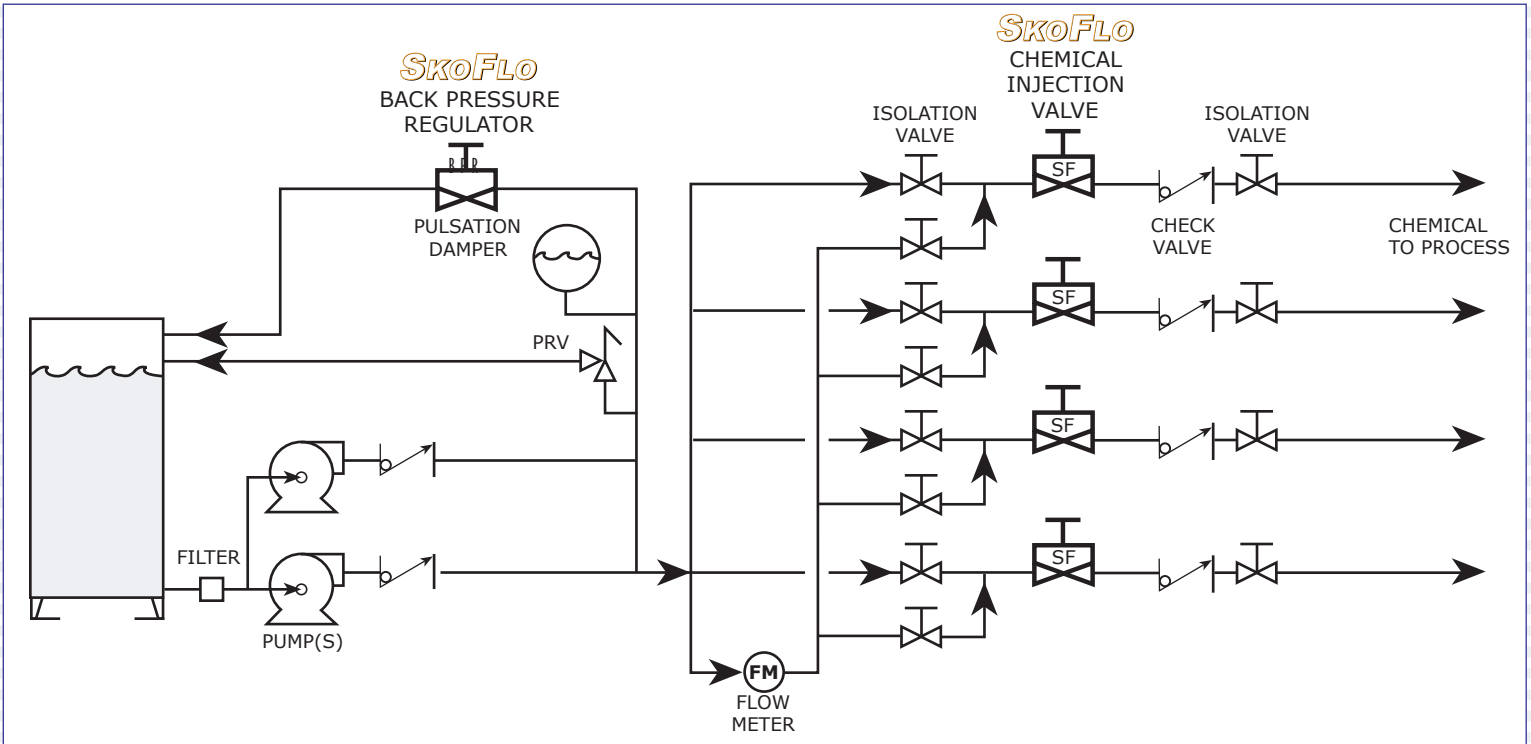 SKOFLO
BACK PRESSURE
REGULATOR
BPR
PULSATION
DAMPER
PRV
FILTER
PUMP(S)
SKOFLO
CHEMICAL
INJECTION
VALVE
ISOLATION
VALVE
ISOLATION
VALVE
SF
CHECK
VALVE
CHEMICAL
TO PROCESS
SF
SF
SF
FM
FLOW
METER